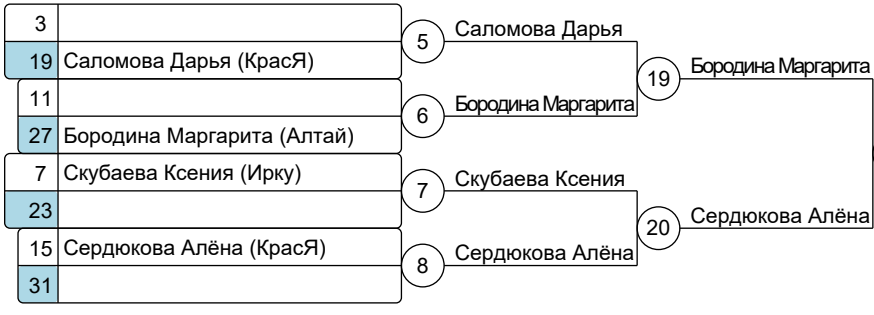 3
19 Саломова Дарья (КрасЯ)
11
27 Бородина Маргарита (Алтай)
7 Скубаева Ксения (Ирку)
23
15 Сердюкова Алёна (КрасЯ)
31
5 Саломова Дарья
6 Бородина Маргарита
7 Скубаева Ксения
8 Сердюкова Алёна
19 Бородина Маргарита
20 Сердюкова Алёна